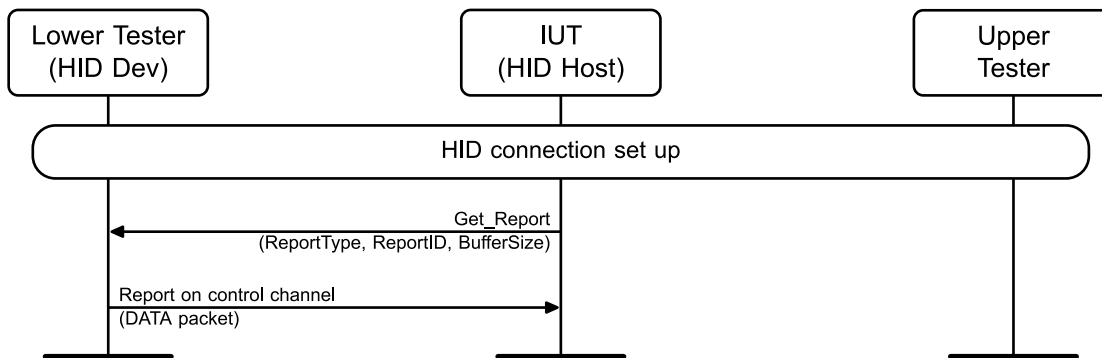 Lower Tester
(HID Dev)
IUT
(HID Host)
Upper
Tester
HID connection set up
Get_Report
(ReportType, ReportID, BufferSize)
Report on control channel
(DATA packet)